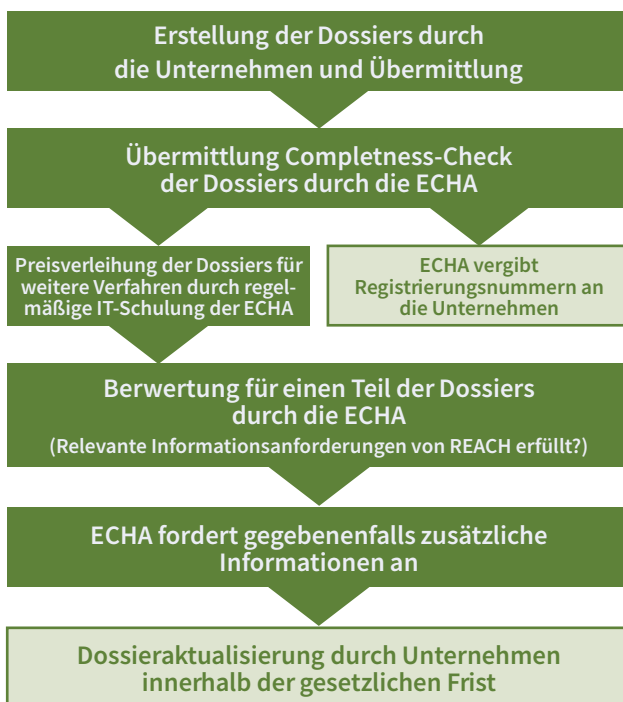 Erstellung der Dossiers durch
die Unternehmen und Übermittlung
Übermittlung Completness-Check
der Dossiers durch die ECHA
Preisverleihung der Dossiers für
weitere Verfahren durch regel-
mäßige IT-Schulung der ECHA
ECHA vergibt
Registrierungsnummern an
die Unternehmen
Berwertung für einen Teil der Dossiers
durch die ECHA
(Relevante Informationsanforderungen von REACH erfüllt?)
ECHA fordert gegebenenfalls zusätzliche
Informationen an
Dossieraktualisierung durch Unternehmen
innerhalb der gesetzlichen Frist